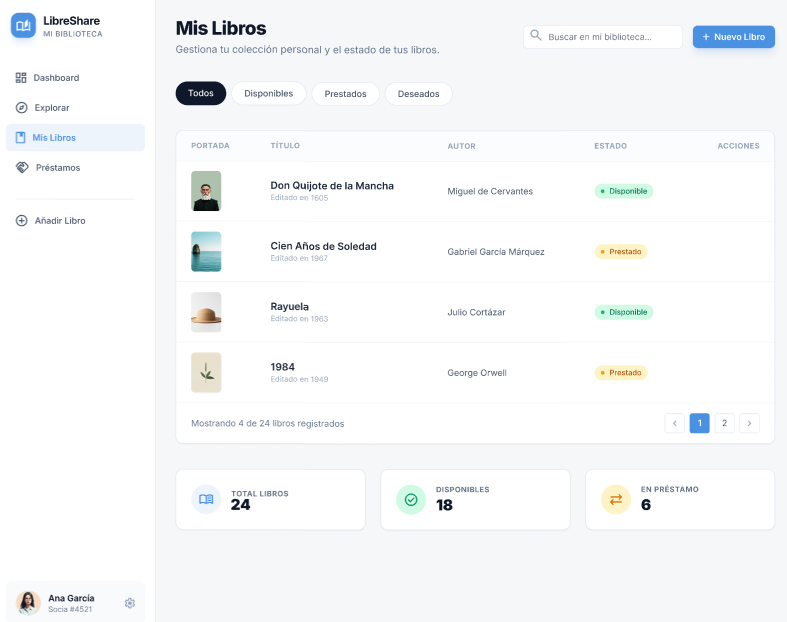 LibreShare
MI BIBLIOTECA
Dashboard
Explorar
Mis Libros
Préstamos
Añadir Libro
Ana García
Socia #4521
Mis Libros
Gestiona tu colección personal y el estado de tus libros.
Buscar en mi biblioteca...
+ Nuevo Libro
Todos
Disponibles
Prestados
Deseados
PORTADA TÍTULO AUTOR ESTADO ACCIONES
Don Quijote de la Mancha
Editado en 1605
Miguel de Cervantes
Disponible
Cien Años de Soledad
Editado en 1967
Gabriel García Márquez
Prestado
Rayuela
Editado en 1963
Julio Cortázar
Disponible
1984
Editado en 1949
George Orwell
Prestado
Mostrando 4 de 24 libros registrados
1 2
TOTAL LIBROS
24
DISPONIBLES
18
EN PRÉSTAMO
6